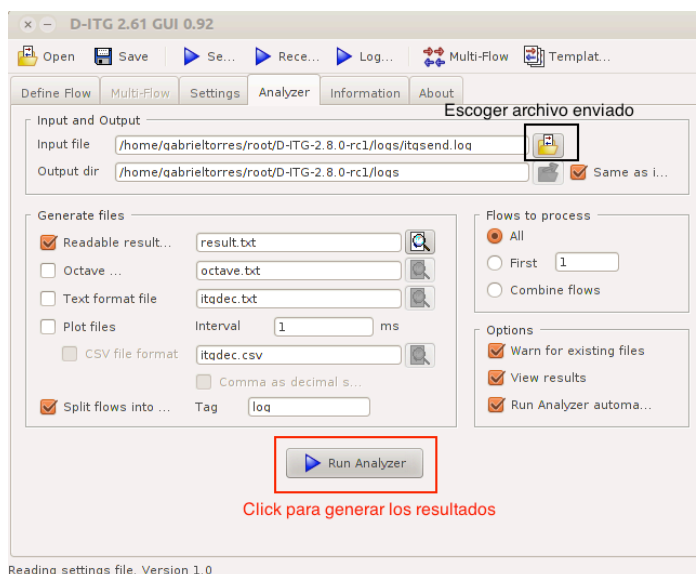 D-ITG 2.61 GUI 0.92
Open Save Se... Rece... Log... Multi-Flow Templat...
Define Flow Multi-Flow Settings Analyzer Information About
Escoger archivo enviado
Input and Output
Input file /home/gabrieltorres/root/D-ITG-2.8.0-rc1/logs/itgsend.log
Output dir /home/gabrieltorres/root/D-ITG-2.8.0-rc1/logs Same as i...
Generate files
Readable result... result.txt
Octave ... octave.txt
Text format file itgdec.txt
Plot files Interval 1 ms
CSV file format itgdec.csv
Comma as decimal s...
Split flows into ... Tag log
Flows to process
All
First 1
Combine flows
Options
Warn for existing files
View results
Run Analyzer automa...
Run Analyzer
Click para generar los resultados
Reading settings file. Version 1.0